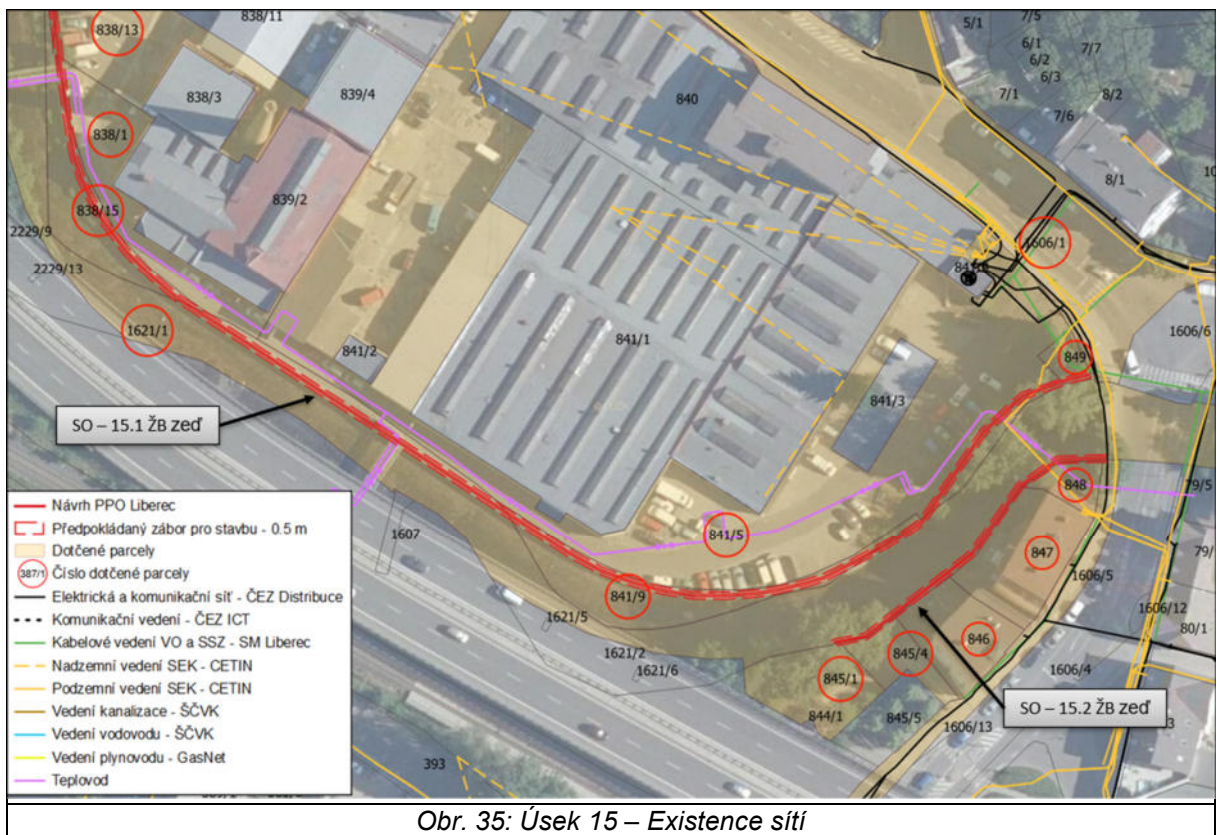 838/13
838/11
5/1
7/5
6/1
7/7
6/2
6/3
7/1
8/2
7/6
838/3
839/4
840
838/1
8/1
839/2
838/15
2229/9
2229/13
1606/1
1621/1
841/2
841/1
1606/6
849
841/3
SO – 15.1 ŽB zeď
848
79/5
841/5
847
1607
1606/5
841/9
1621/5
1606/12
80/1
1621/2
1621/6
845/4
846
1606/4
845/1
SO – 15.2 ŽB zeď
844/1
845/5
1606/13
393
Návrh PPO Liberec
Předpokládaný zábor pro stavbu - 0.5 m
Dotčené parcely
387/1 Číslo dotčené parcely
Elektrická a komunikační síť - ČEZ Distribuce
Komunikační vedení - ČEZ ICT
Kabelové vedení VO a SSZ - SM Liberec
Nadzemní vedení SEK - CETIN
Podzemní vedení SEK - CETIN
Vedení kanalizace - ŠČVK
Vedení vodovodu - ŠČVK
Vedení plynovodu - GasNet
Teplovod
Obr. 35: Úsek 15 – Existence sítí